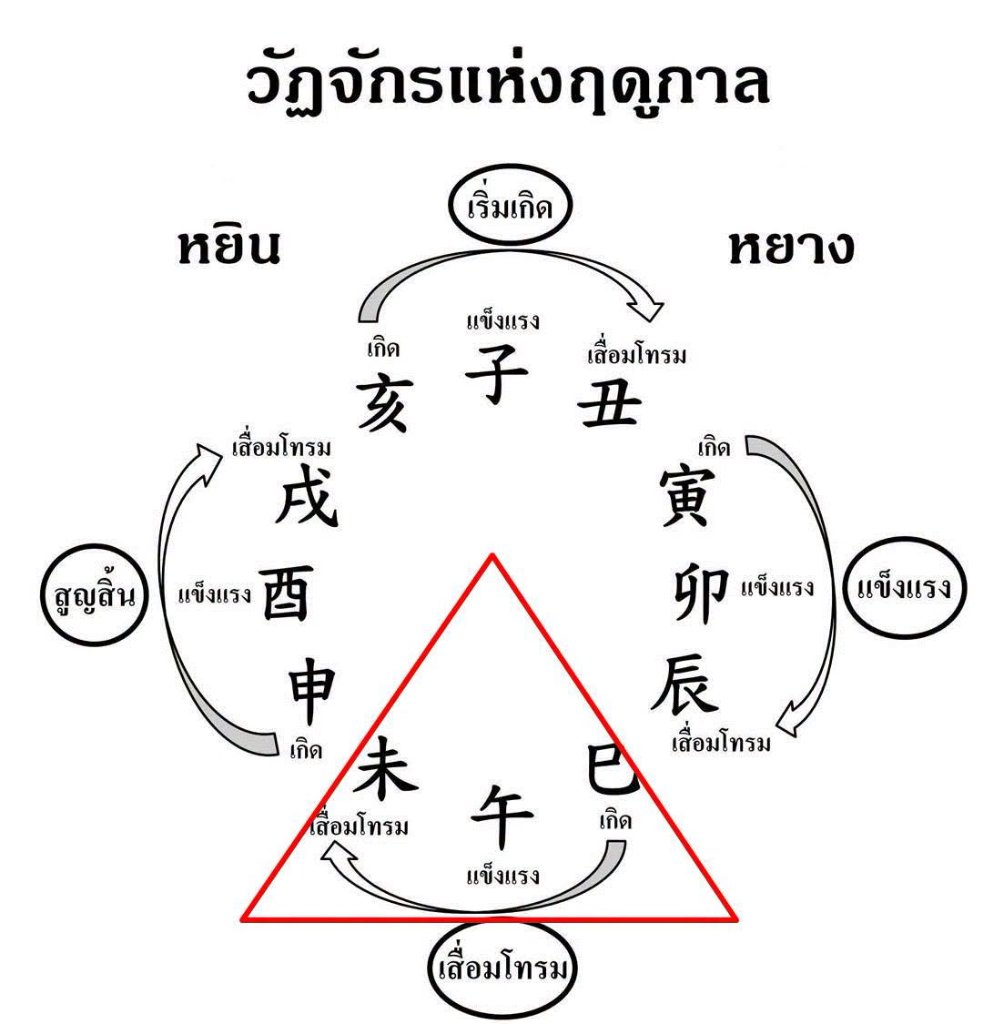 วัฏจักรแห่งฤดูกาล
เริ่มเกิด
หยิน
หยาง
แข็งแรง
เกิด
เสื่อมโทรม
子
亥
丑
เสื่อมโทรม
เกิด
戌
寅
สูญสิ้น
แข็งแรง
酉
卯
แข็งแรง
แข็งแรง
申
辰
เกิด
เสื่อมโทรม
未
巳
午
เสื่อมโทรม
เกิด
แข็งแรง
เสื่อมโทรม